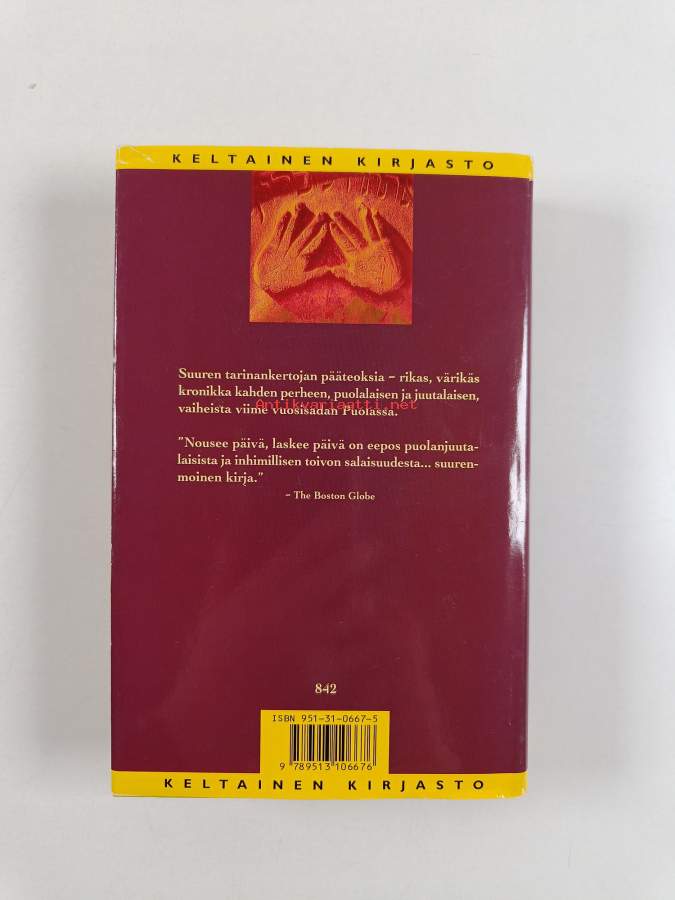 KELTAINEN KIRJASTO
Suuren tarinankertojan pääteoksia – rikas, värikäs
kronikka kahden perheen, puolalaisen ja juutalaisen,
Antikvariaatti.net
vaiheista viime vuosisadan Puolassa.
"Nousee päivä, laskee päivä on eepos puolanjuuta-
laisista ja inhimillisen toivon salaisuudesta... suuren-
moinen kirja."
– The Boston Globe
842
ISBN 951-31-0667-5
9 789513 106676
KELTAINEN KIRJASTO